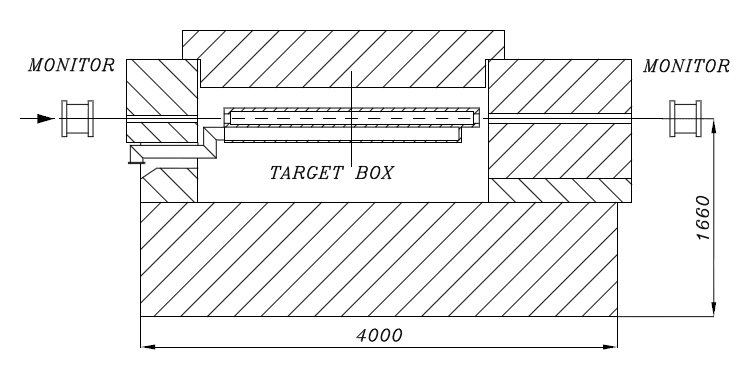 MONITOR
MONITOR
TARGET BOX
1660
4000